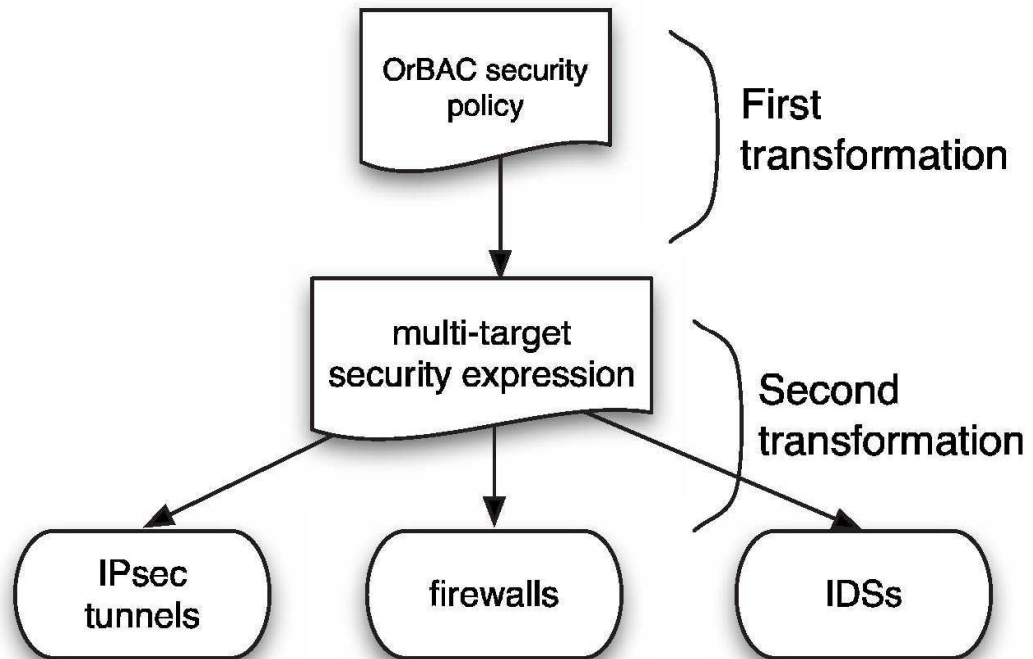 OrBAC security
policy
First
transformation
multi-target
security expression
Second
transformation
IPsec
tunnels
firewalls
IDSs